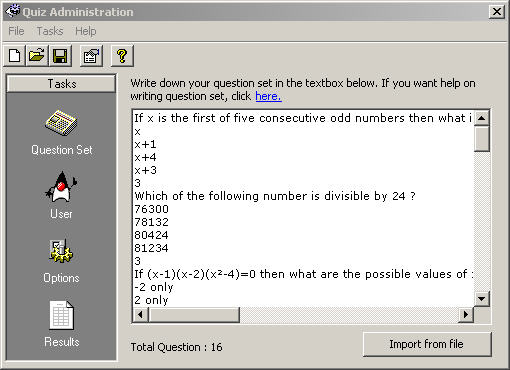 Quiz Administration
File Tasks Help
Tasks
Question Set
User
Options
Results
Write down your question set in the textbox below. If you want help on
writing question set, click here.
If x is the first of five consecutive odd numbers then what i
x
x+1
x+4
x+3
3
Which of the following number is divisible by 24 ?
76300
78132
80424
81234
3
If (x-1)(x-2)(x²-4)=0 then what are the possible values of
-2 only
2 only
Total Question : 16
Import from file